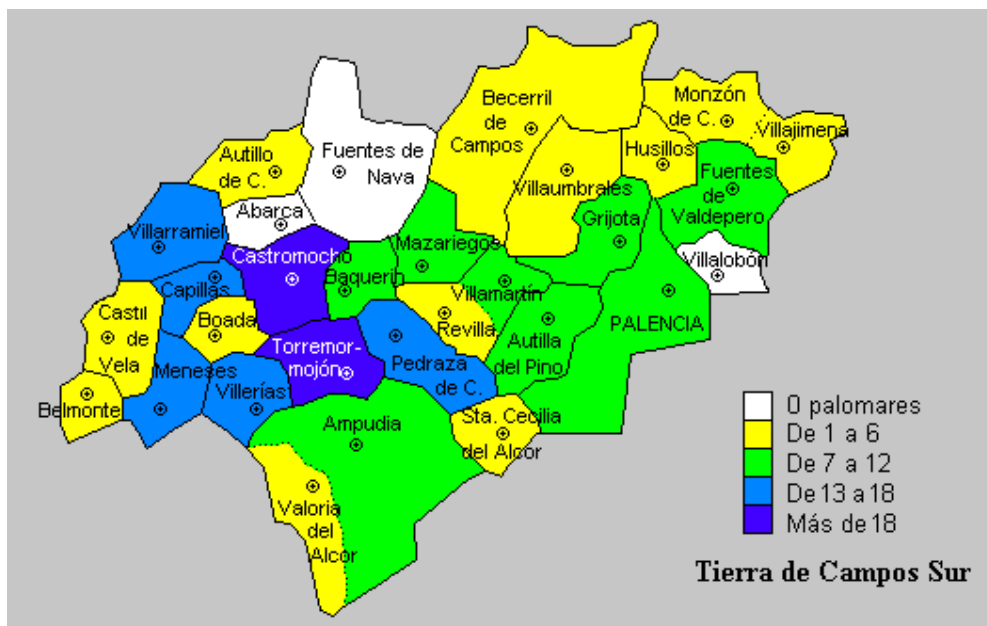 Becerril
de
Campos
Monzón
de C.
Villajimena
Husillos
Autillo
de C.
Fuentes de
Nava
Villaumbrales
Fuentes
de
Valdepero
Abarca
Grijota
Villarramiel
Castromocho
Mazariegos
Villalobón
Baquerin
Capillas
Villamartín
Castil
de
Vela
Boada
Revilla
PALENCIA
Torremor-
mojón
Autilla
del Pino
Pedraza
de C.
Meneses
Villerías
Belmonte
Ampudia
Sta. Cecilia
del Alcor
Valoria
del
Alcor
0 palomares
De 1 a 6
De 7 a 12
De 13 a 18
Más de 18
Tierra de Campos Sur